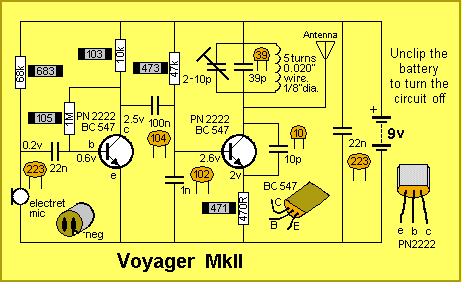 103
10k
473
47k
39
5 turns
0.020"
wire.
1/8"dia.
Antenna
Unclip the
battery
to turn the
circuit off
68k
683
2-10p
39p
105
1M
PN 2222
BC 547
2.5v
c
100n
104
PN 2222
BC 547
10
+
9v
0.2v
b
0.6v
22n
223
e
2.6v
2v
102
1n
10p
22n
223
BC 547
C
B
E
electret
mic
neg
471
470R
e b c
PN2222
Voyager MkII